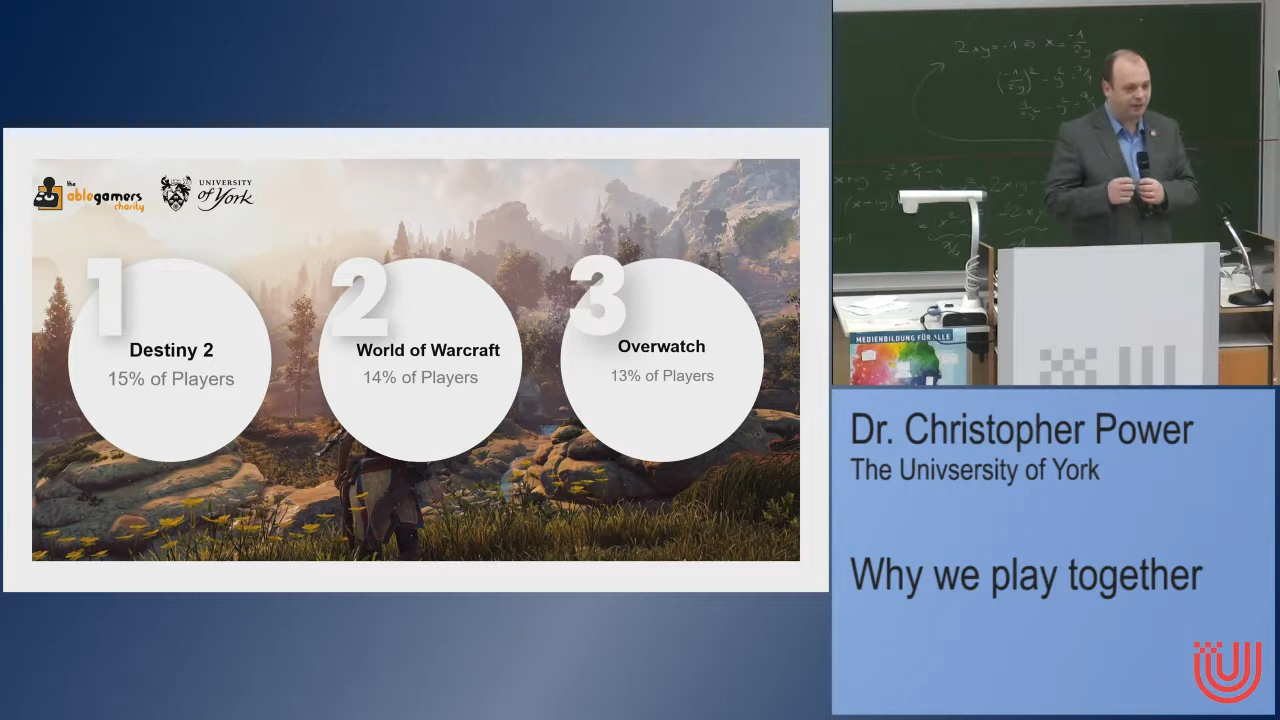 the
ablegamers
charity
UNIVERSITY
of York
1
Destiny 2
15% of Players
2
World of Warcraft
14% of Players
3
Overwatch
13% of Players
2xy=-1 => x=
MEDIENBILDUNG FÜR ALLE
Dr. Christopher Power
The Univsersity of York
Why we play together